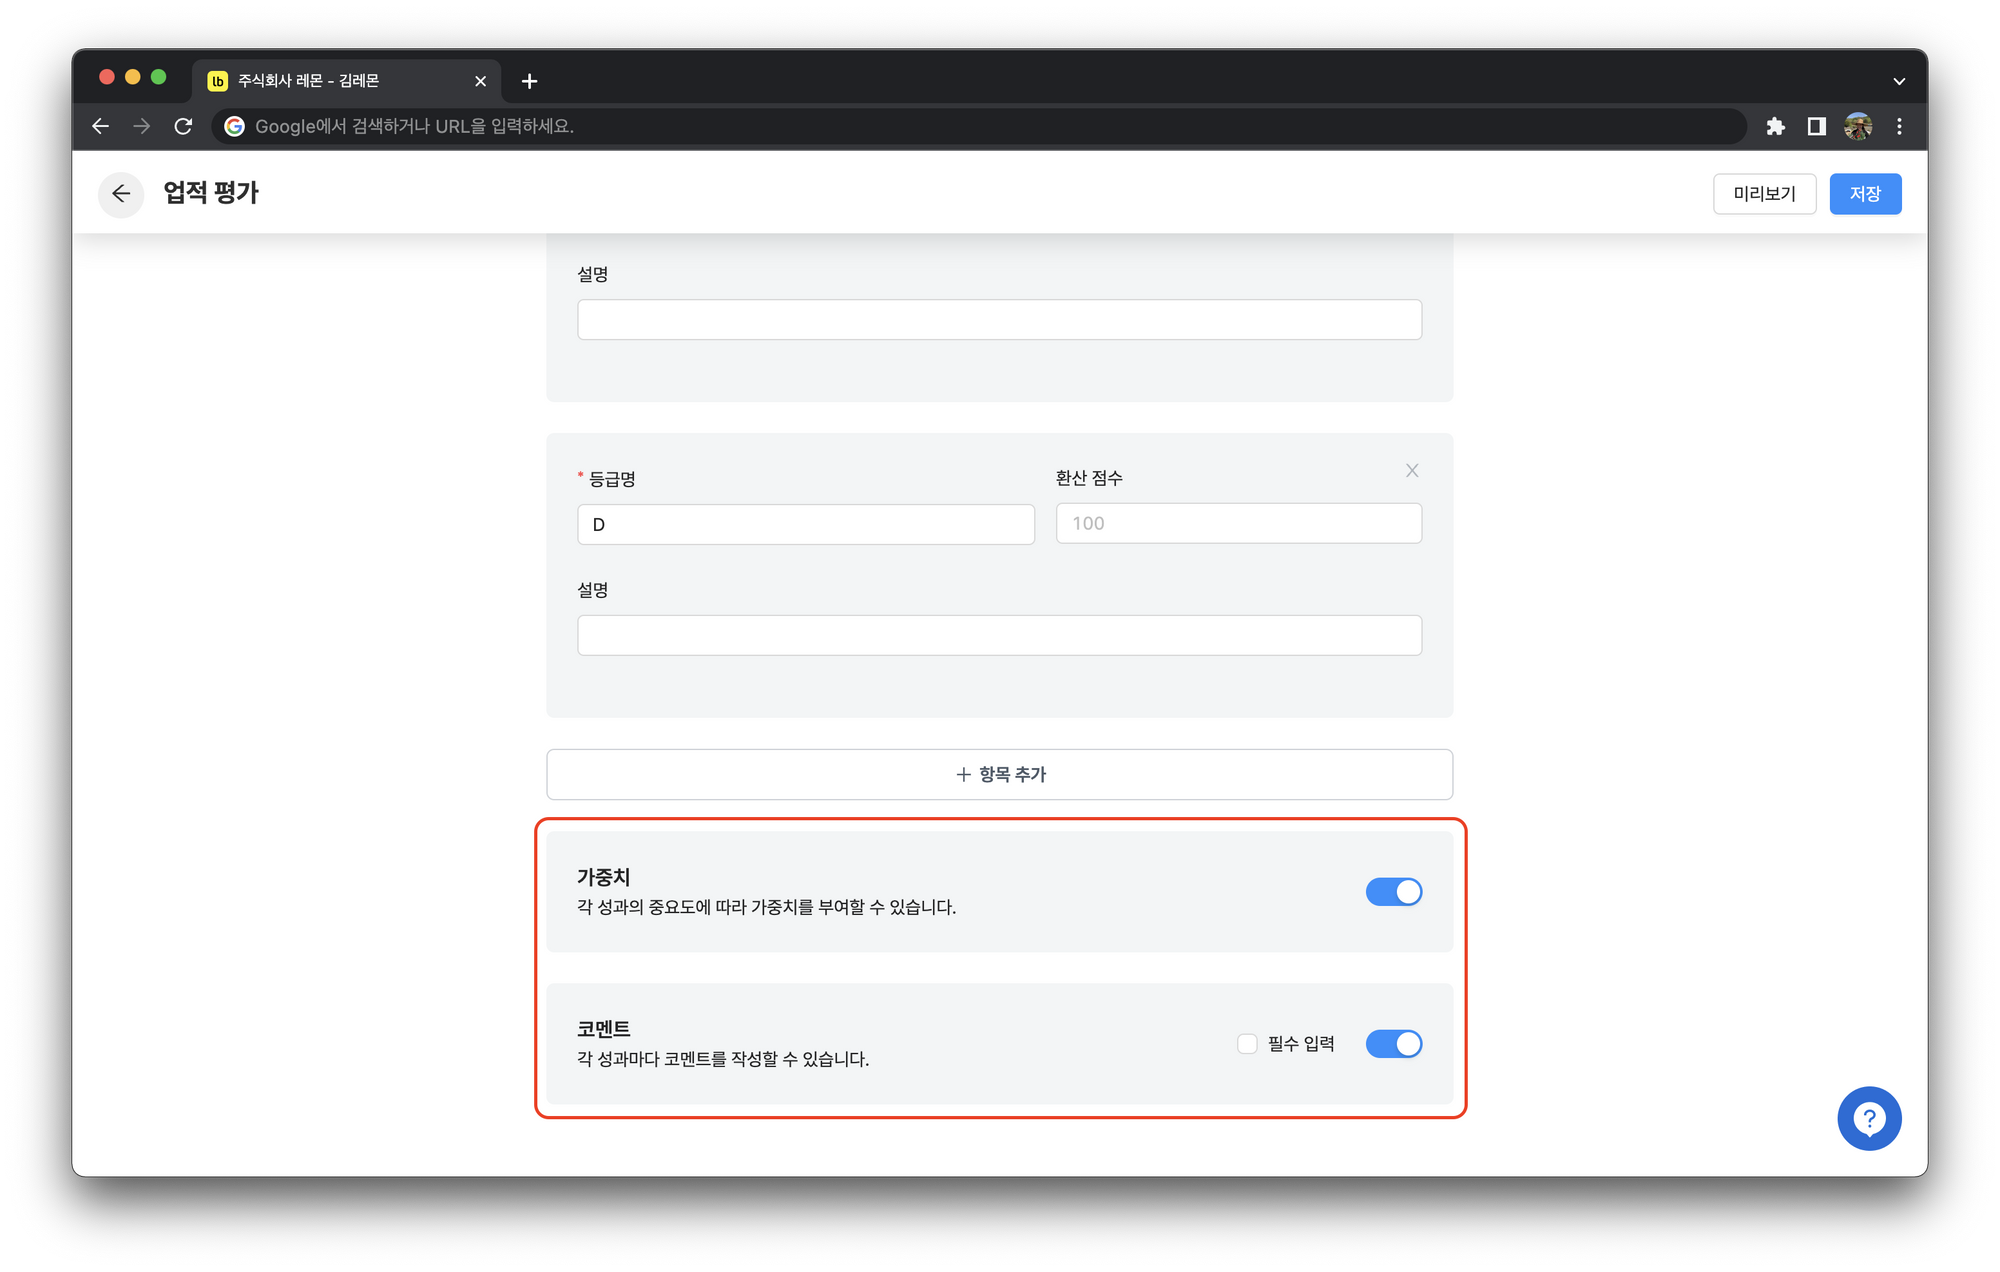 lb 주식회사 레몬 - 김레몬
Google에서 검색하거나 URL을 입력하세요.
업적 평가
미리보기
저장
설명
* 등급명
환산 점수
D
100
설명
+ 항목 추가
가중치
각 성과의 중요도에 따라 가중치를 부여할 수 있습니다.
코멘트
필수 입력
각 성과마다 코멘트를 작성할 수 있습니다.
?